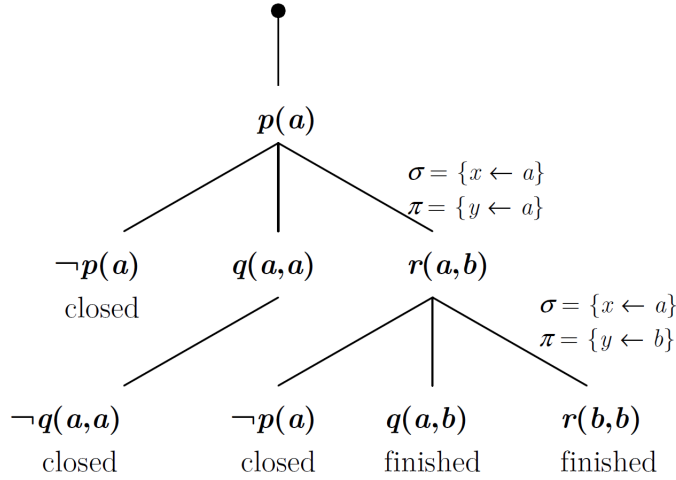 p(a)
σ = {x ← a}
π = {y ← a}
¬p(a) q(a,a) r(a,b)
closed
σ = {x ← a}
π = {y ← b}
¬q(a,a) ¬p(a) q(a,b) r(b,b)
closed closed finished finished